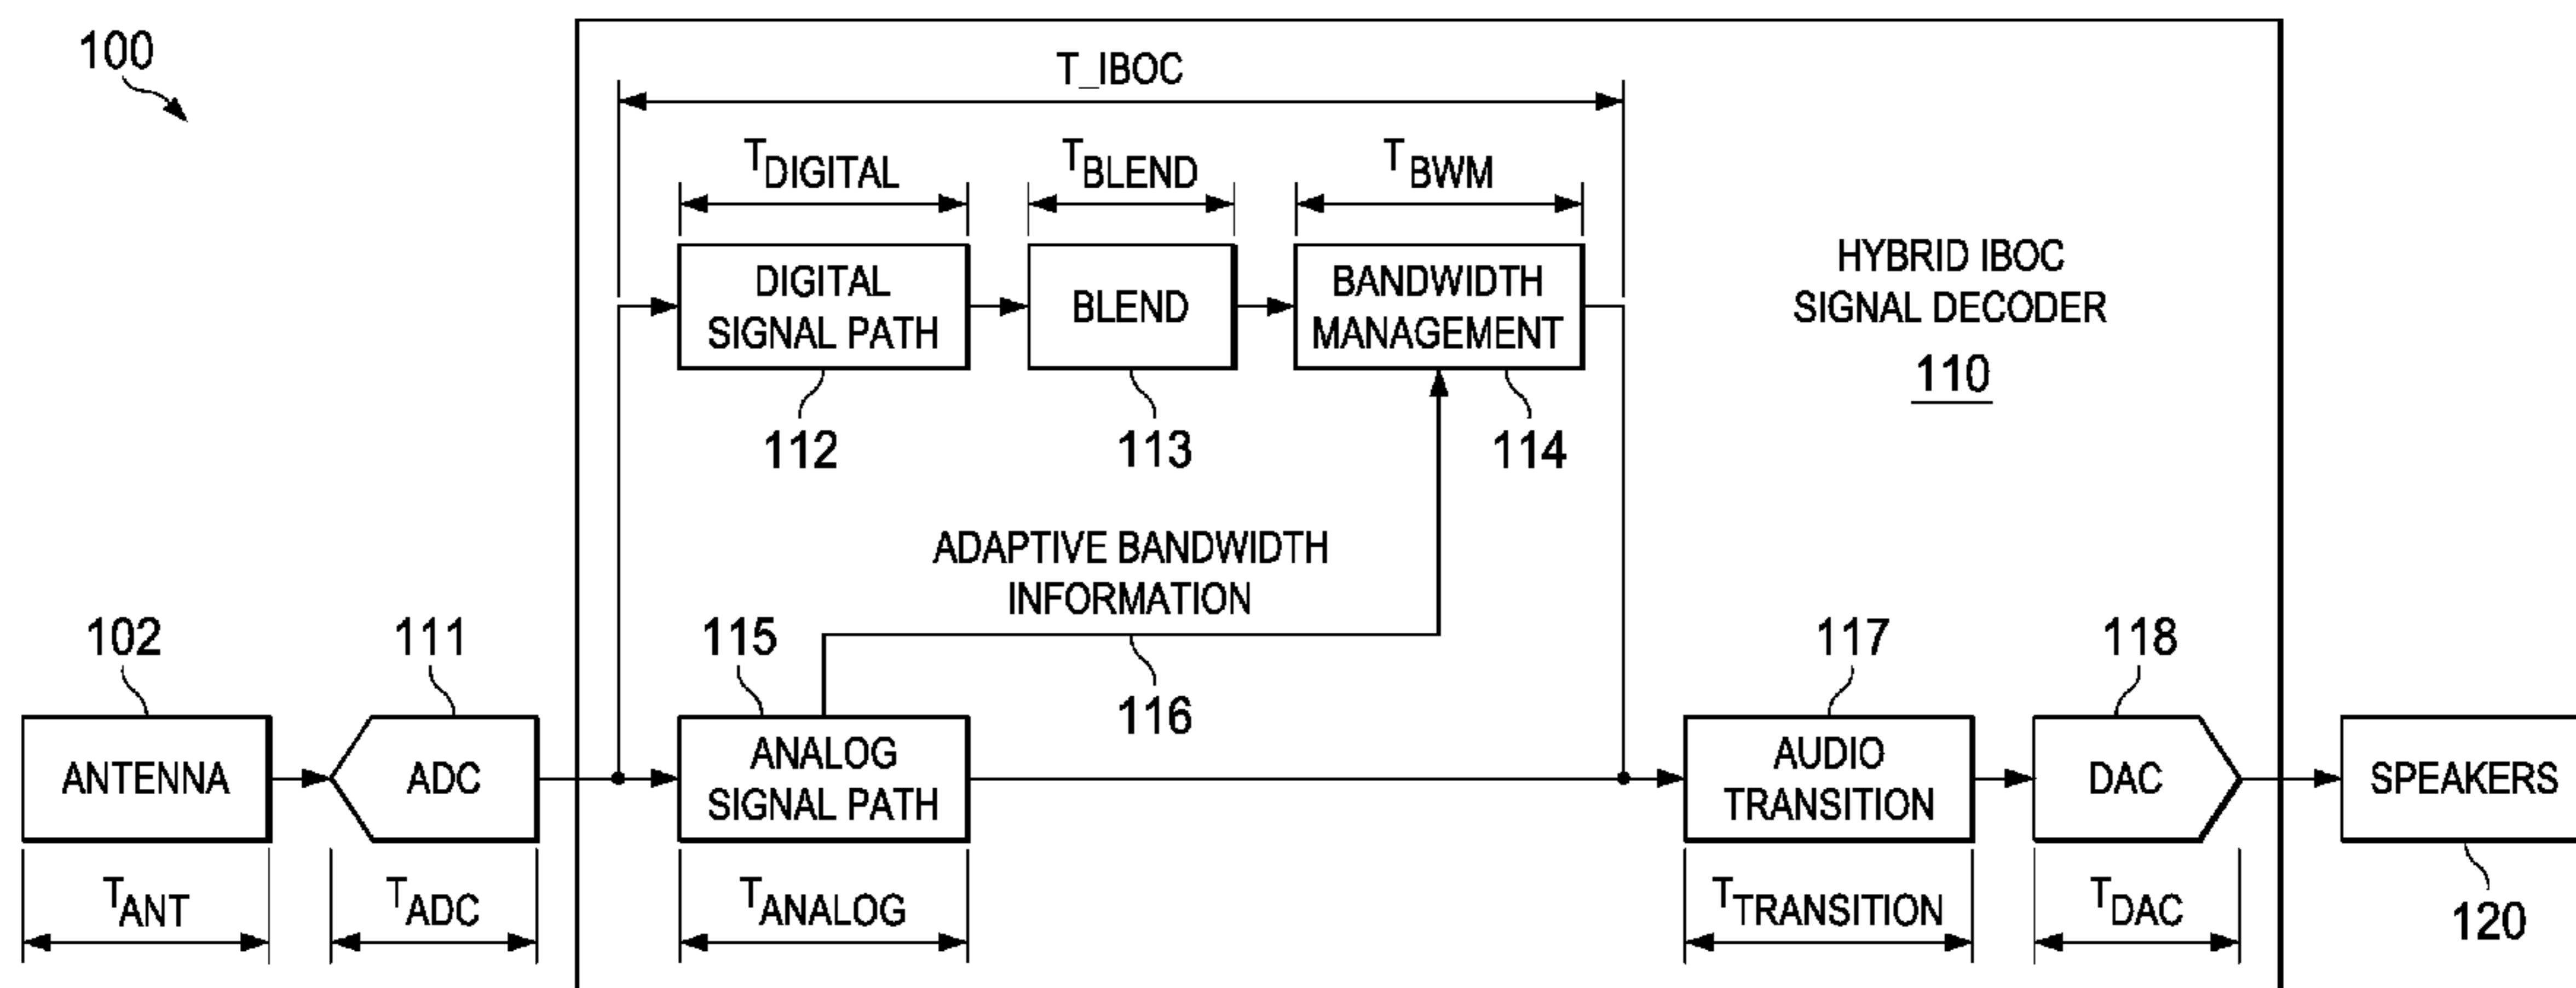 100
T_IBOC
TDIGITAL
TBLEND
TBWM
DIGITAL
SIGNAL PATH
BLEND
BANDWIDTH
MANAGEMENT
HYBRID IBOC
SIGNAL DECODER
110
112
113
114
ADAPTIVE BANDWIDTH
INFORMATION
116
102
111
115
117
118
ANTENNA
ADC
ANALOG
SIGNAL PATH
AUDIO
TRANSITION
DAC
SPEAKERS
TANT
TADC
TANALOG
TTRANSITION
TDAC
120